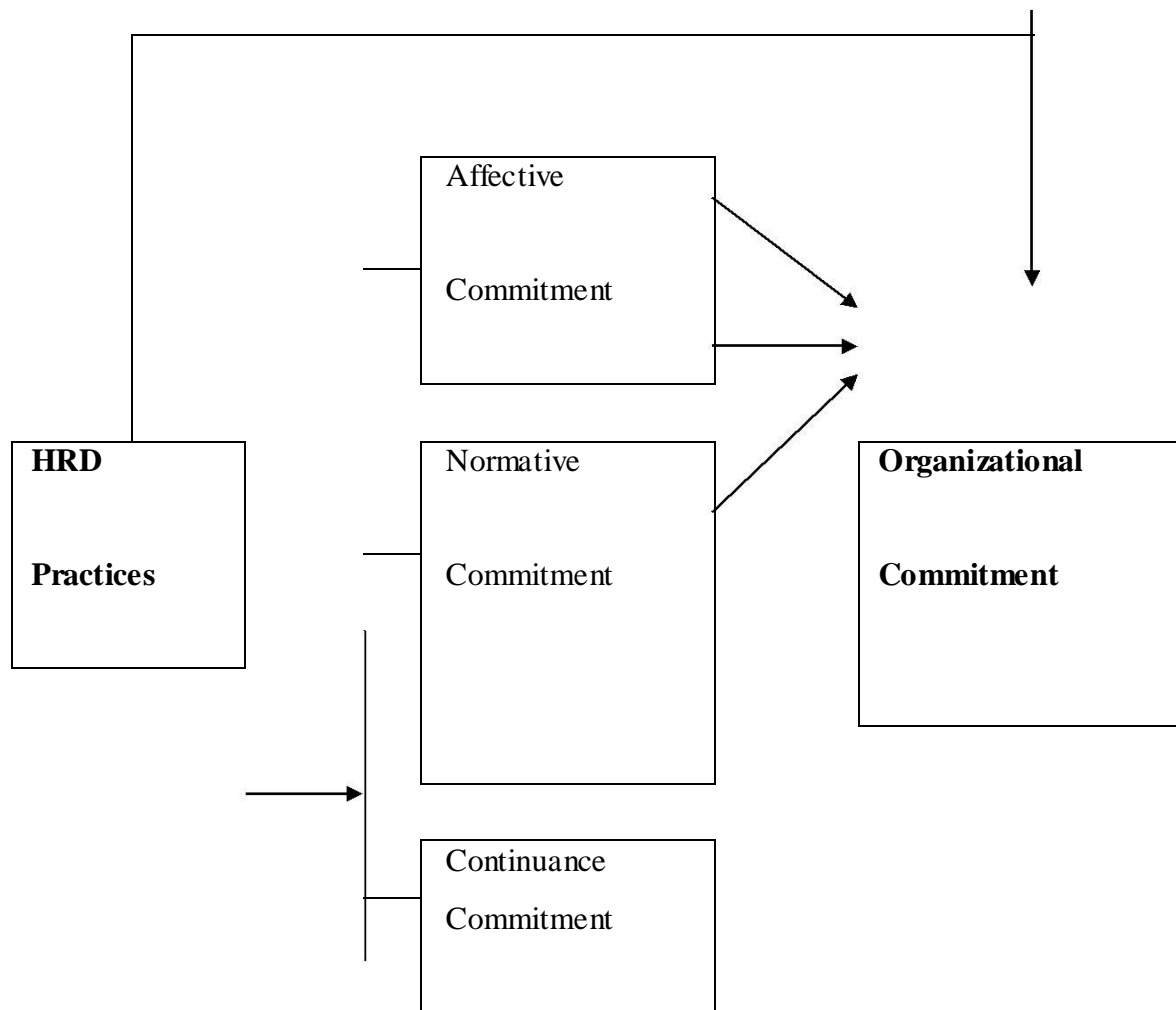 Affective
Commitment
HRD
Practices
Normative
Commitment
Organizational
Commitment
Continuance
Commitment